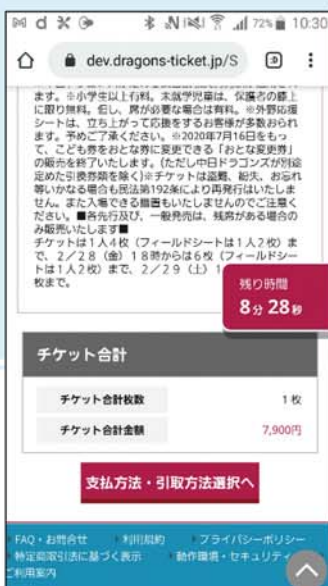 72% 10:30
dev.dragons-ticket.jp/S
ます。※小学生以上有料。未就学児童は、保護者の膝上
に限り無料。但し、席が必要な場合は有料。※外野応援
シートは、立ち上がって応援をするお客様が多数おられ
ます。予めご了承ください。※2020年7月16日をもっ
て、こども券をおとな券に変更できる「おとな変更券」
の販売を終了いたします。(ただし中日ドラゴンズが別途
定めた引換券類を除く)※チケットは盗難、紛失、お忘れ
等いかなる場合も民法第192条により再発行はいたしま
せん。また入場できる措置もいたしませんのでご注意く
ださい。■各先行及び、一般発売は、残席がある場合の
み販売いたします■
チケットは1人4枚(フィールドシートは1人2枚)ま
で、2/28(金)18時からは6枚(フィールドシー
トは1人2枚)まで、2/29(土)1
枚まで。
残り時間
8分28秒
チケット合計
チケット合計枚数 1枚
チケット合計金額 7,900円
支払方法・引取方法選択へ
FAQ・お問合せ 利用規約 プライバシーポリシー
特定商取引法に基づく表示 動作環境・セキュリティ
ご利用案内